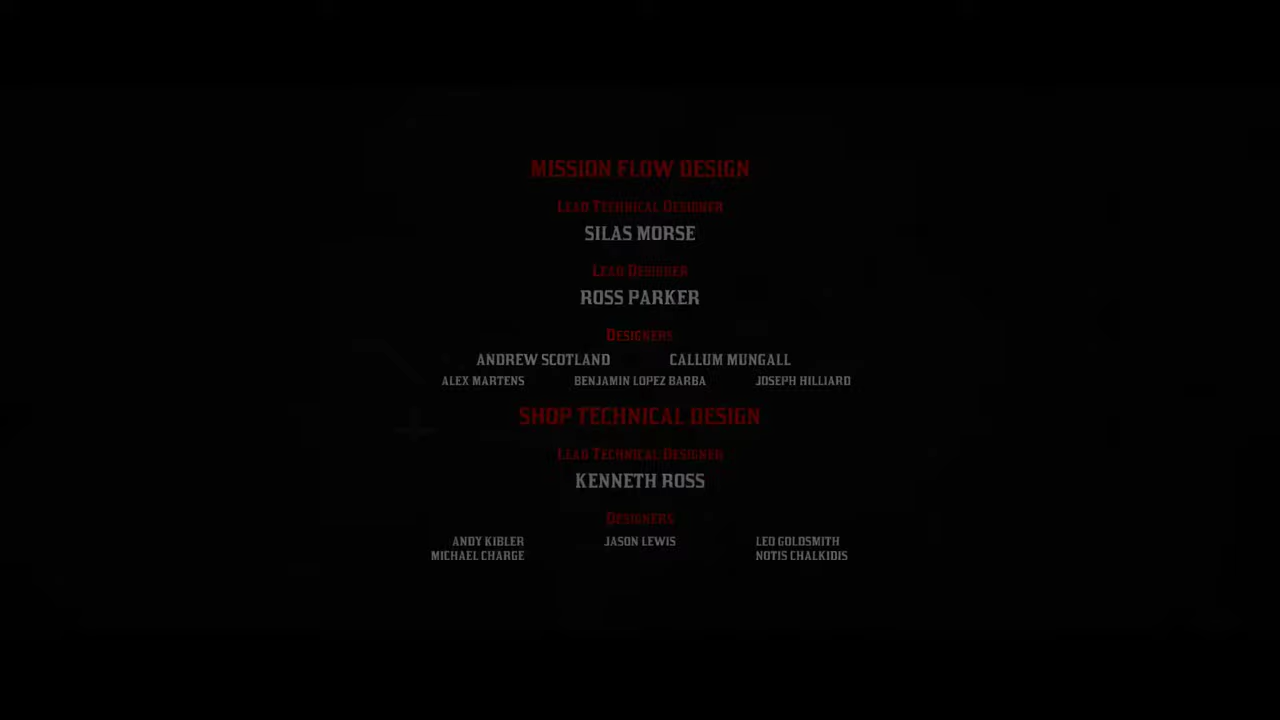 MISSION FLOW DESIGN
LEAD TECHNICAL DESIGNER
SILAS MORSE
LEAD DESIGNER
ROSS PARKER
DESIGNERS
ANDREW SCOTLAND CALLUM MUNGALL
ALEX MARTENS BENJAMIN LOPEZ BARBA JOSEPH HILLIARD
SHOP TECHNICAL DESIGN
LEAD TECHNICAL DESIGNER
KENNETH ROSS
DESIGNERS
ANDY KIBLER JASON LEWIS LEO GOLDSMITH
MICHAEL CHARGE NOTIS CHALKIDIS